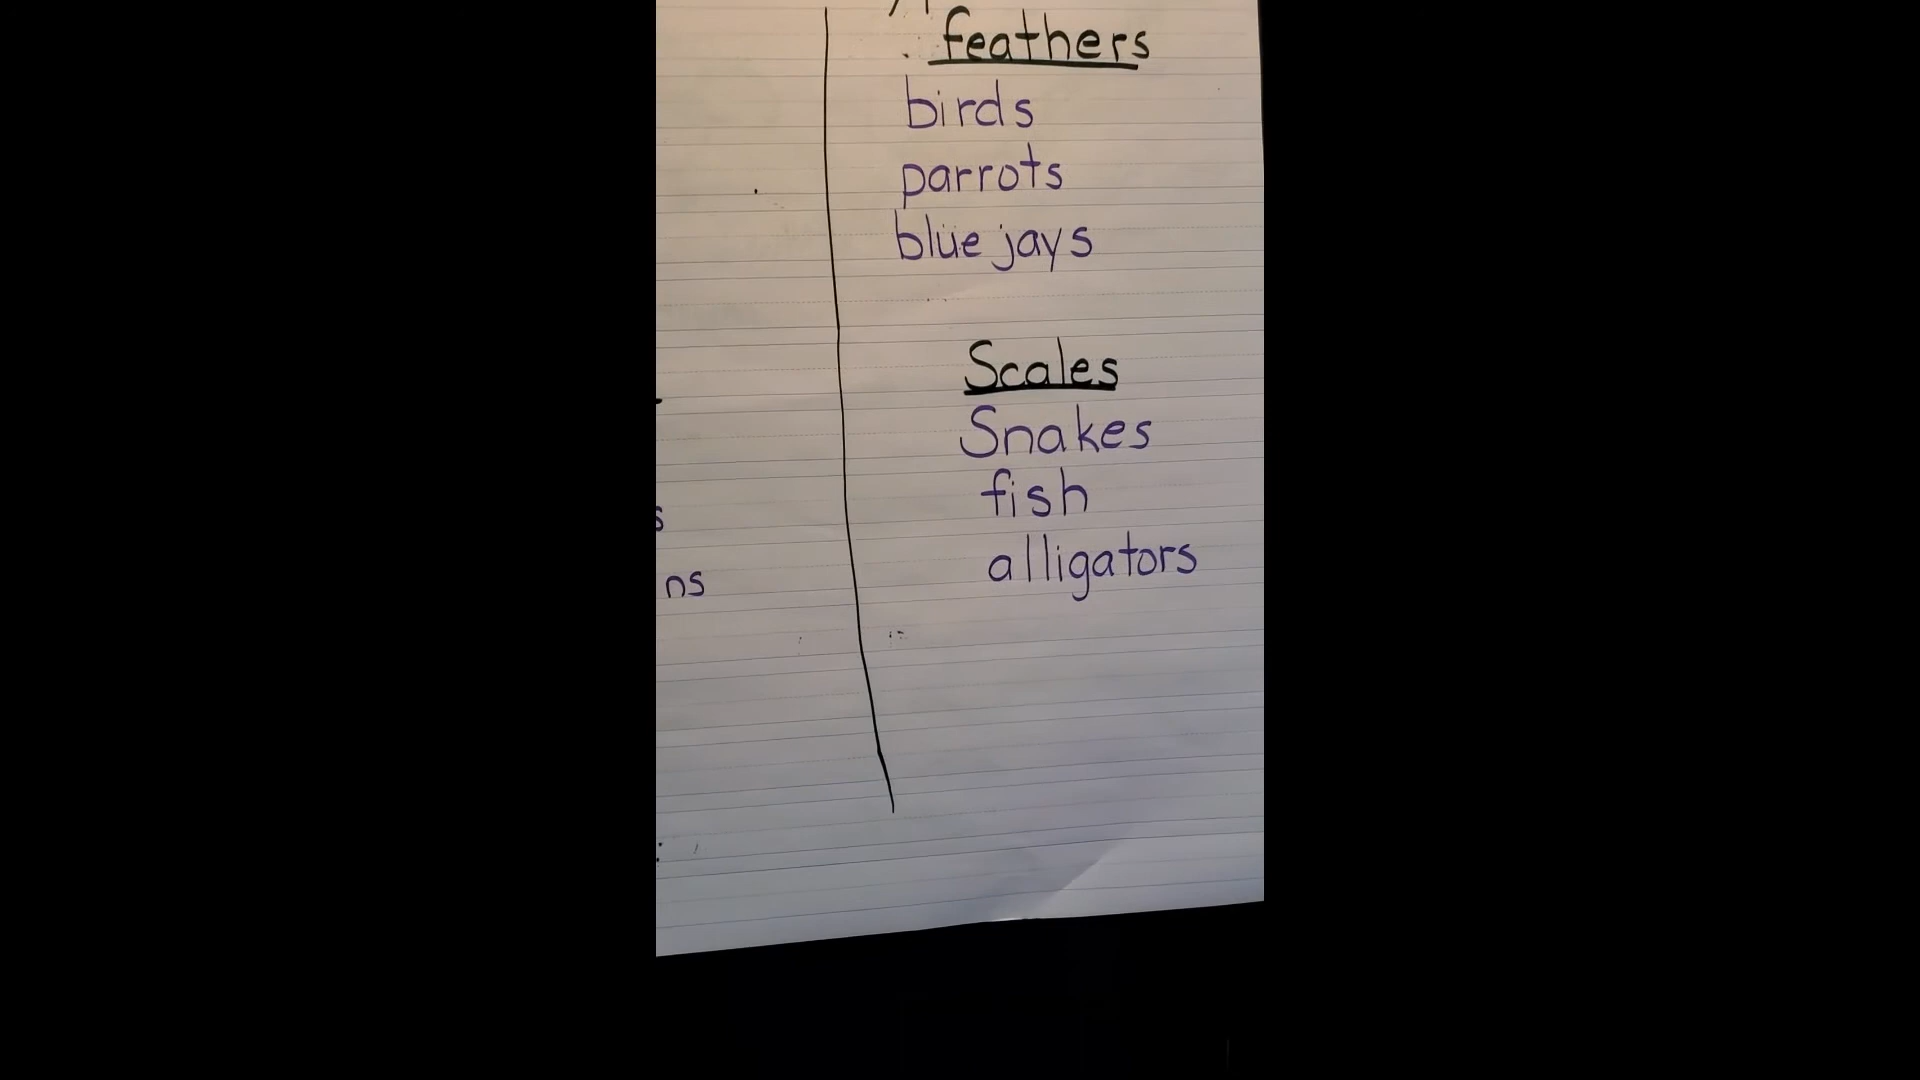 feathers
birds
parrots
blue jays
Scales
Snakes
fish
alligators
ns